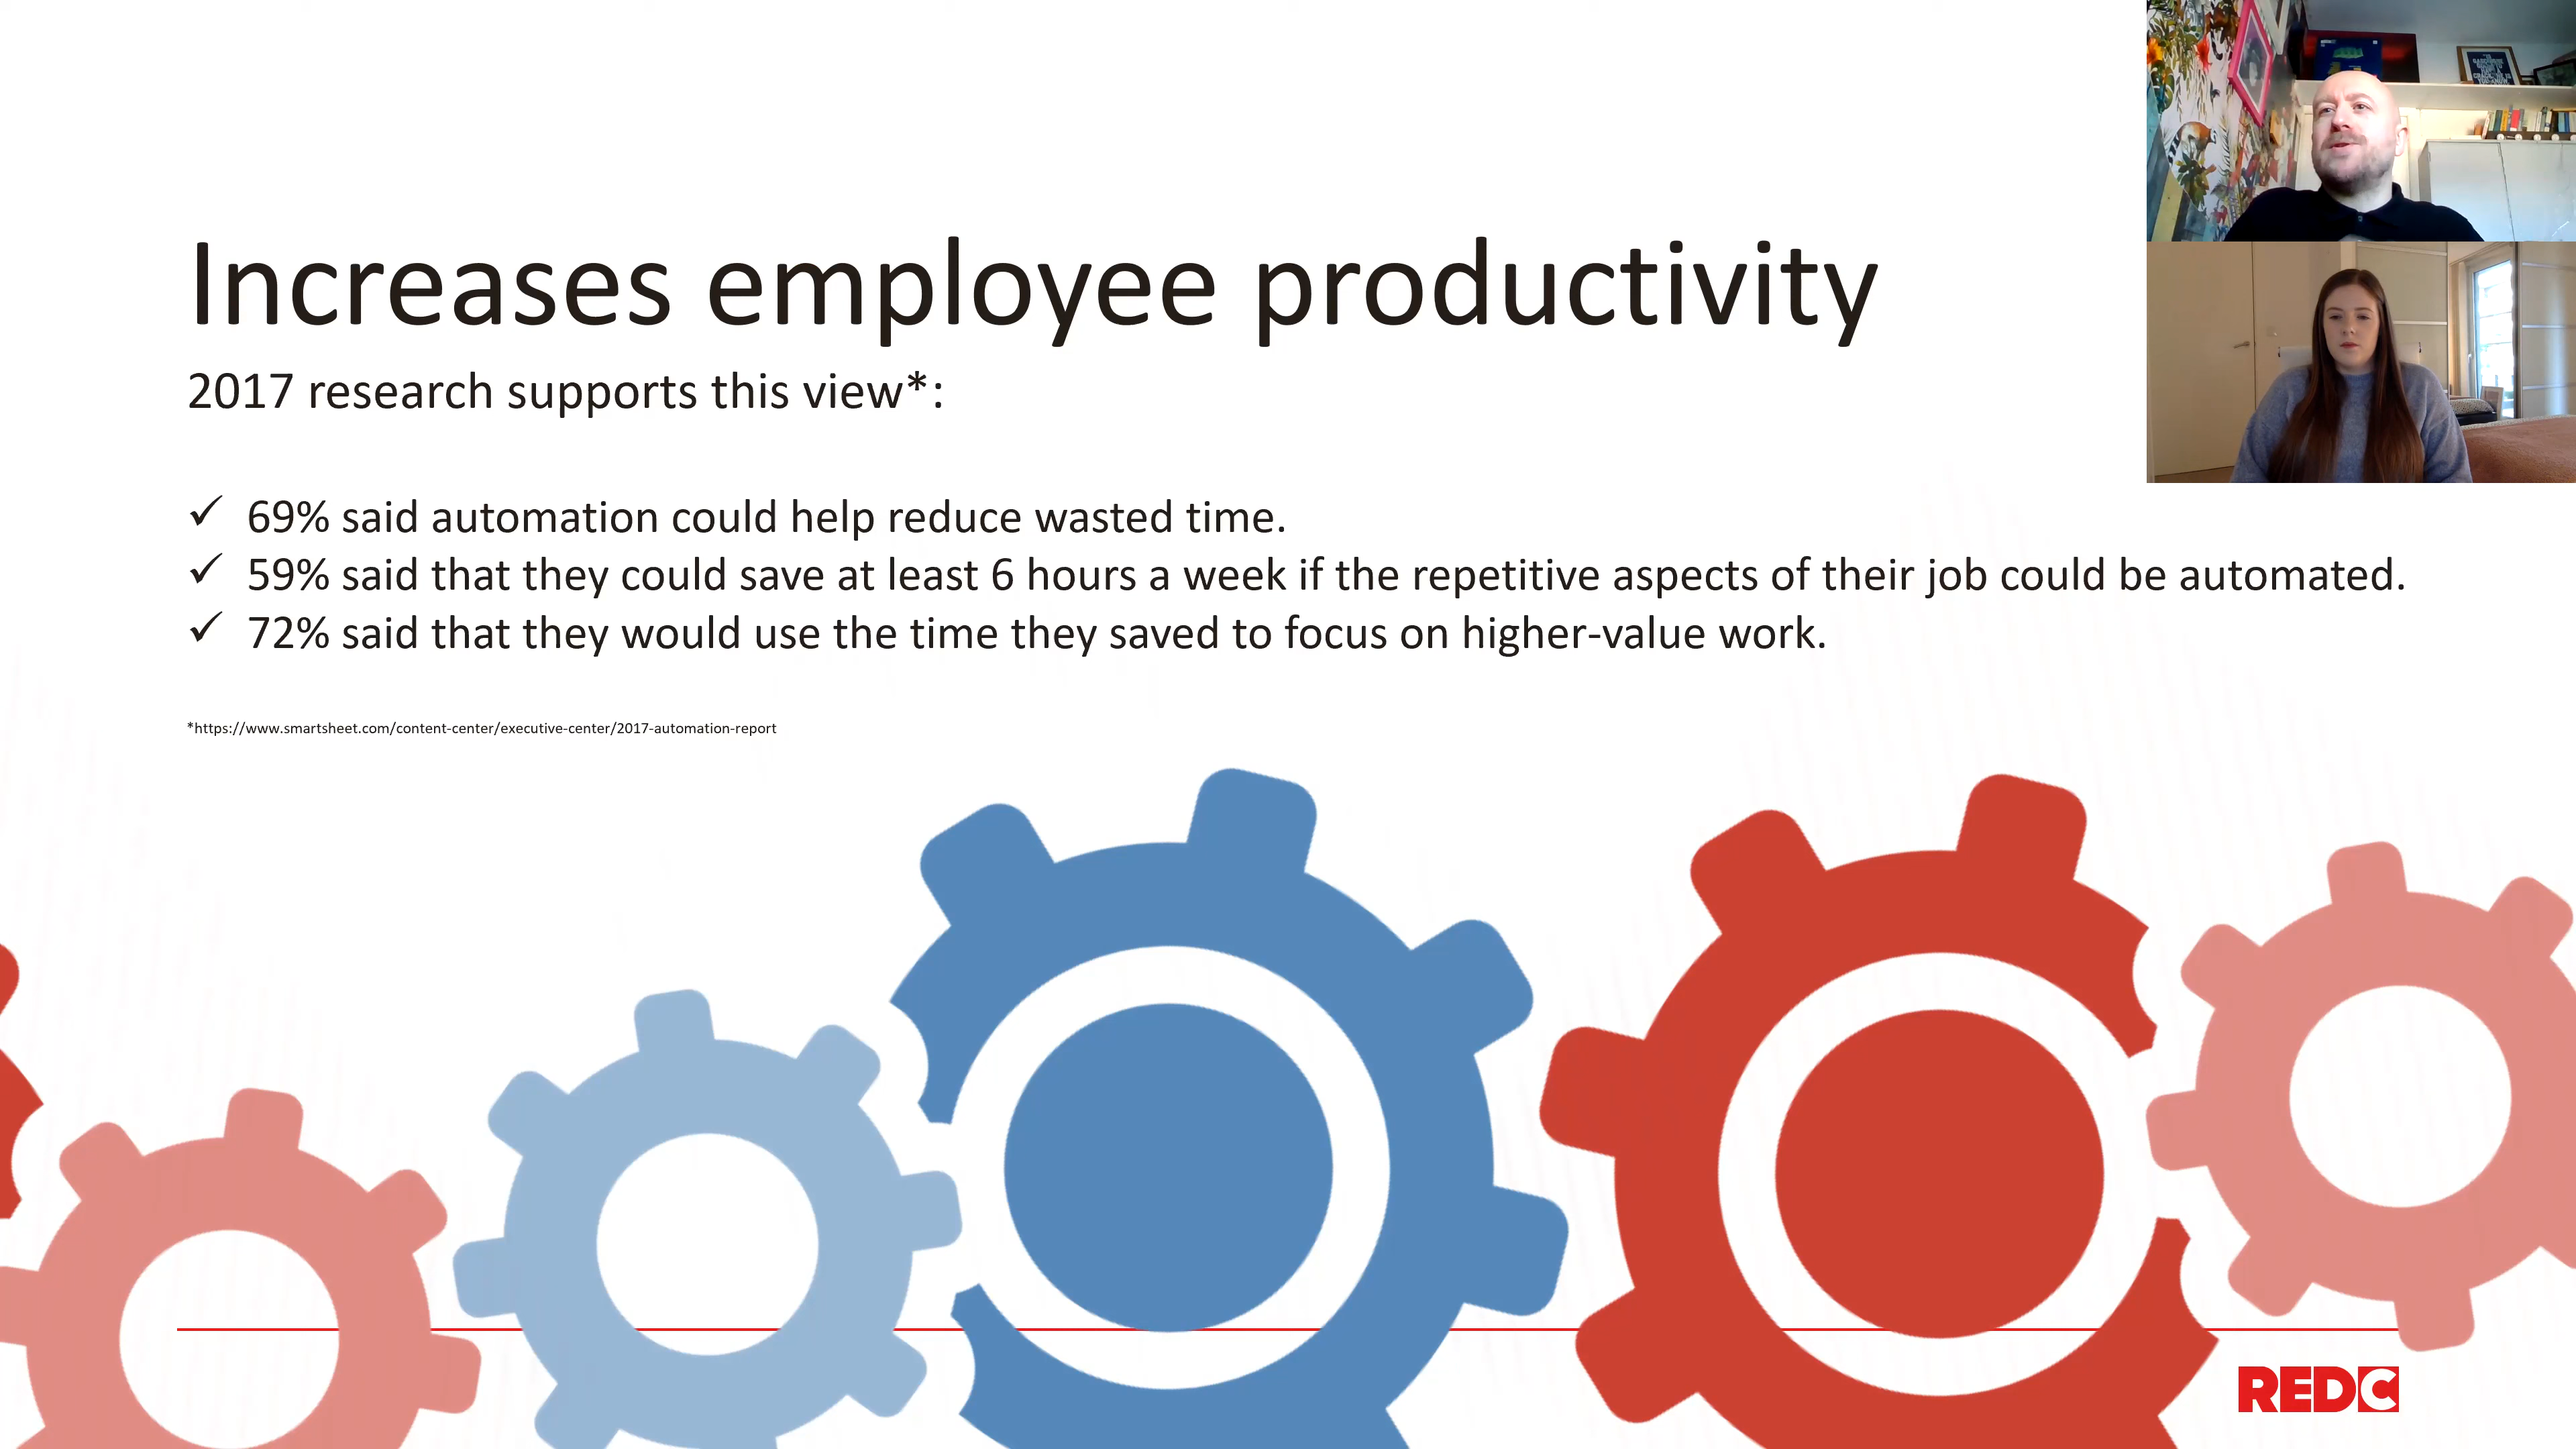 Increases employee productivity
2017 research supports this view*:
✓ 69% said automation could help reduce wasted time.
✓ 59% said that they could save at least 6 hours a week if the repetitive aspects of their job could be automated.
✓ 72% said that they would use the time they saved to focus on higher-value work.
*https://www.smartsheet.com/content-center/executive-center/2017-automation-report
REDC